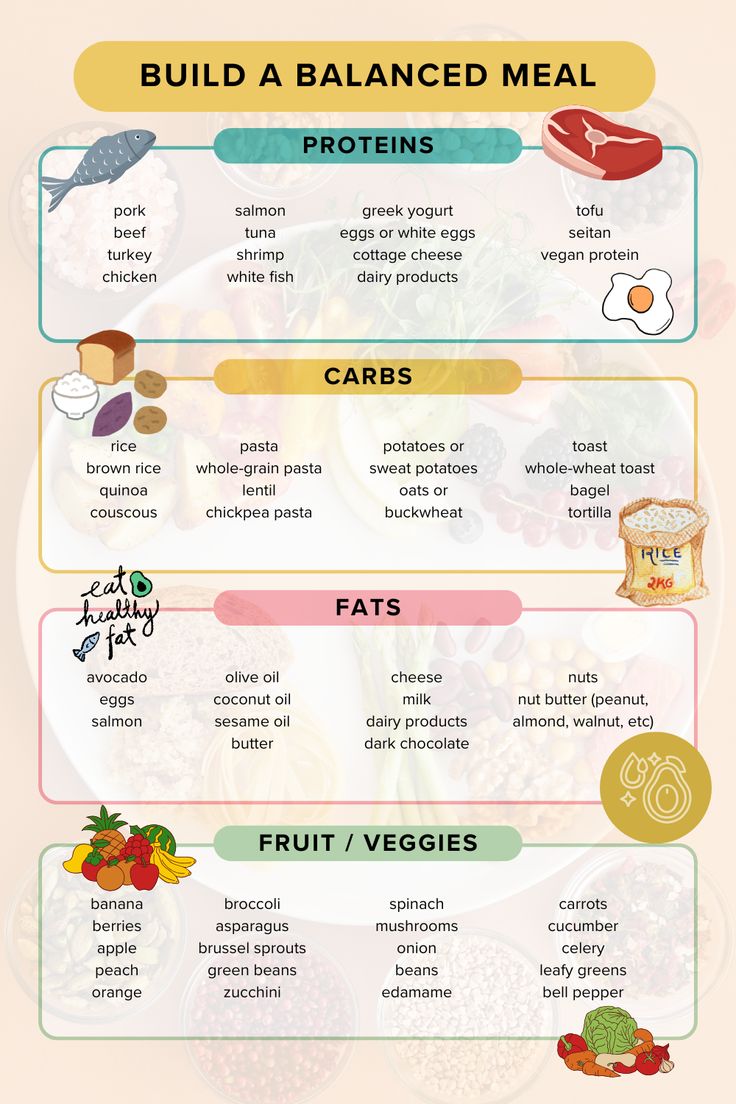 BUILD A BALANCED MEAL
PROTEINS
pork
beef
turkey
chicken
salmon
tuna
shrimp
white fish
greek yogurt
eggs or white eggs
cottage cheese
dairy products
tofu
seitan
vegan protein
CARBS
rice
brown rice
quinoa
couscous
pasta
whole-grain pasta
lentil
chickpea pasta
potatoes or
sweat potatoes
oats or
buckwheat
toast
whole-wheat toast
bagel
tortilla
RICE
2KG
eat
healthy
fat
FATS
avocado
eggs
salmon
olive oil
coconut oil
sesame oil
butter
cheese
milk
dairy products
dark chocolate
nuts
nut butter (peanut,
almond, walnut, etc)
FRUIT / VEGGIES
banana
berries
apple
peach
orange
broccoli
asparagus
brussel sprouts
green beans
zucchini
spinach
mushrooms
onion
beans
edamame
carrots
cucumber
celery
leafy greens
bell pepper